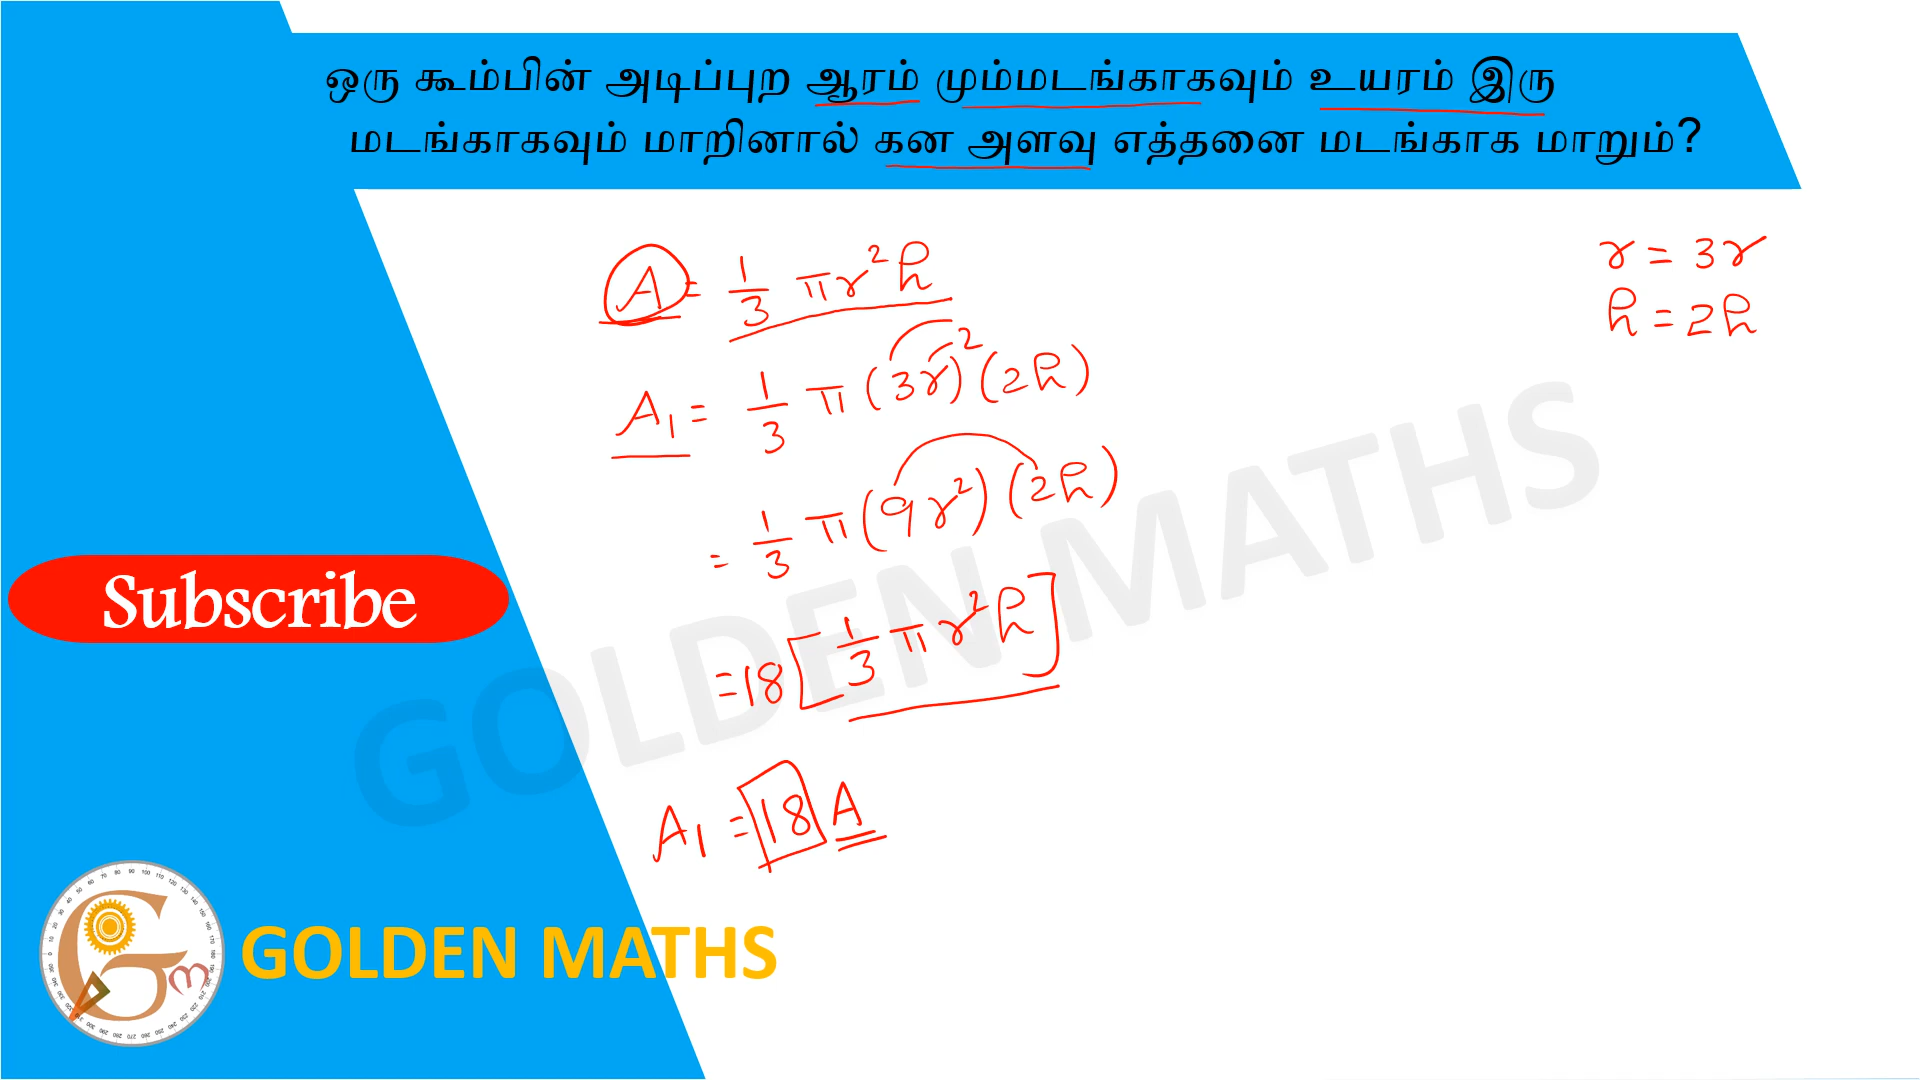 ஒரு கூம்பின் அடிப்புற ஆரம் மும்மடங்காகவும் உயரம் இரு
மடங்காகவும் மாறினால் கன அளவு எத்தனை மடங்காக மாறும்?
A = 1/3 πr²h
r = 3r
h = 2h
A₁ = 1/3 π(3r)²(2h)
= 1/3 π(9r²)(2h)
= 18[1/3 πr²h]
A₁ = 18 A
Subscribe
GOLDEN MATHS
GOLDEN MATHS